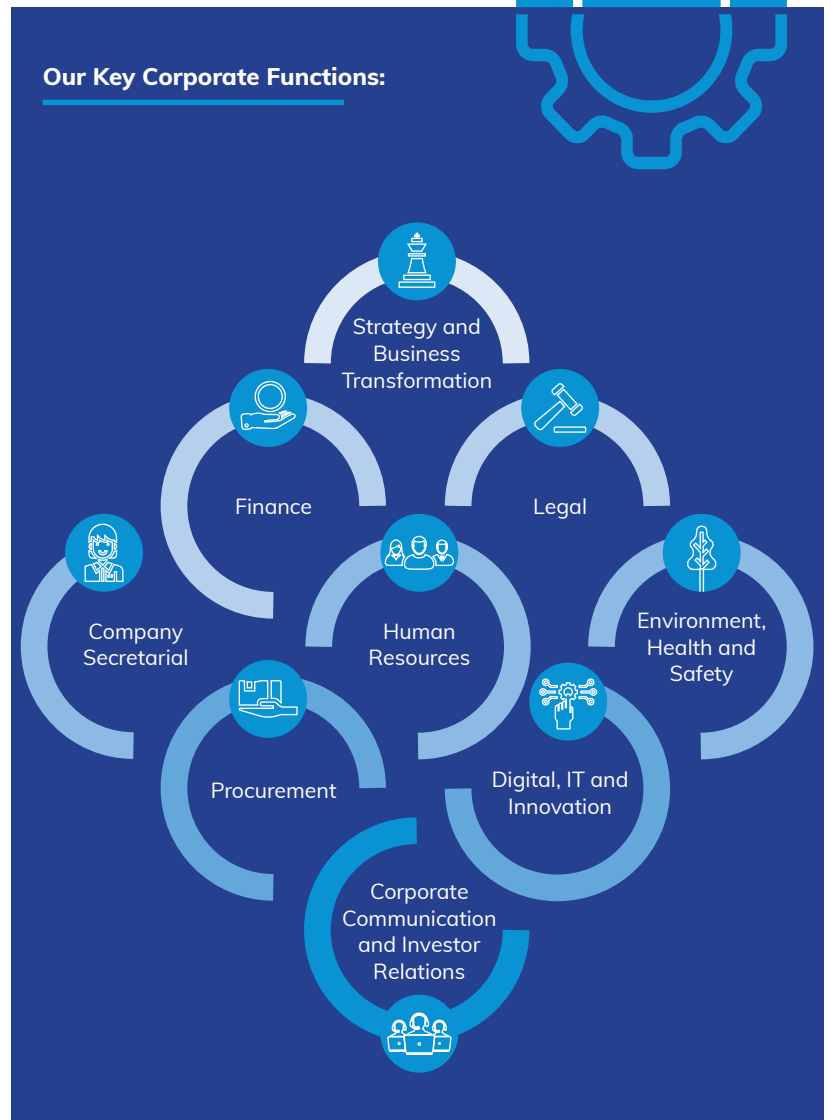 Our Key Corporate Functions:
Strategy and
Business
Transformation
Finance
Legal
Company
Secretarial
Human
Resources
Environment,
Health and
Safety
Procurement
Digital, IT and
Innovation
Corporate
Communication
and Investor
Relations